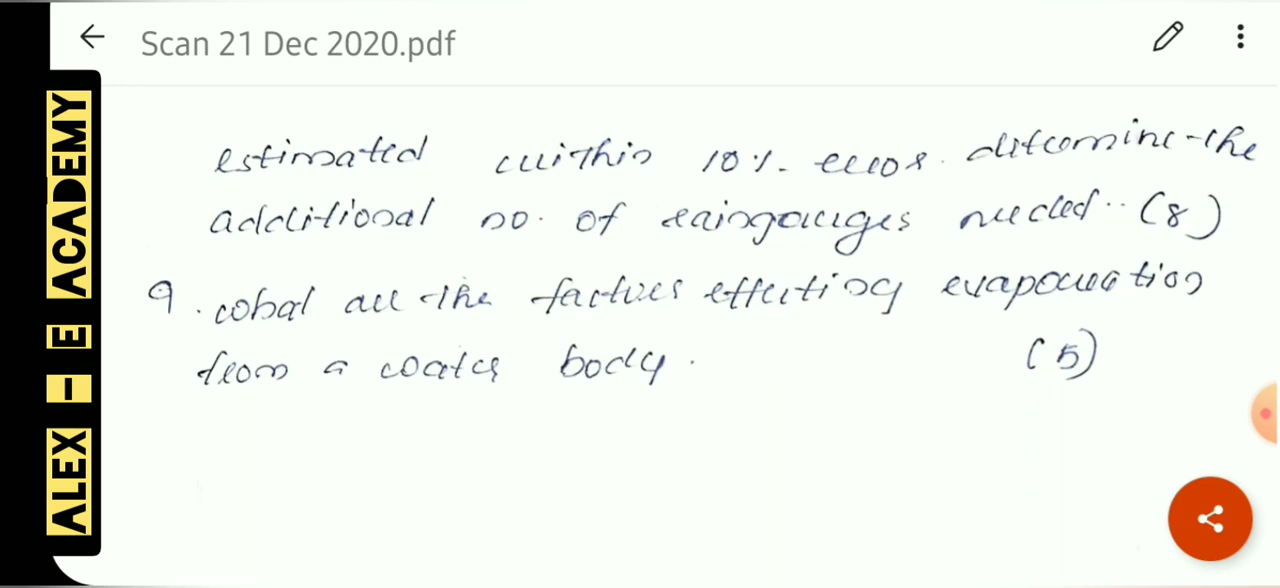 Scan 21 Dec 2020.pdf
ALEX - E ACADEMY
estimated within 10%. error. determine the
additional no. of raingauges needed.. (8)
9. what are the factors effecting evaporation
from a water body. (5)